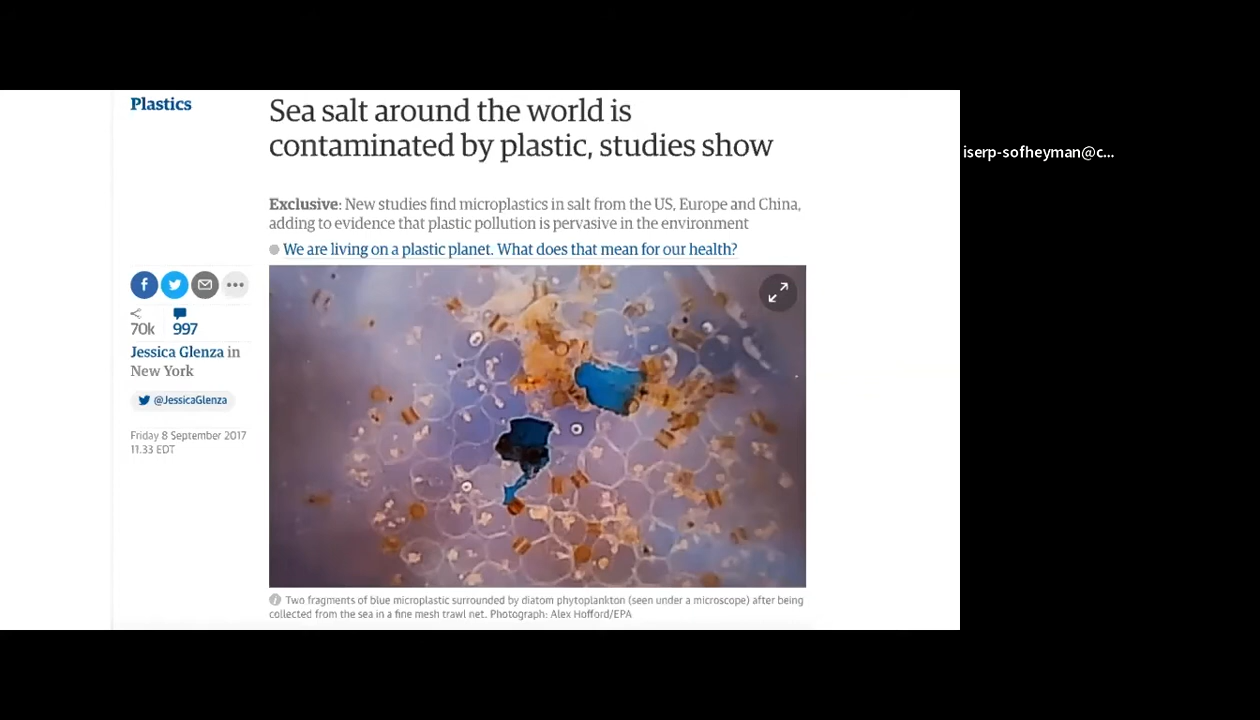 Plastics
Sea salt around the world is
contaminated by plastic, studies show
Exclusive: New studies find microplastics in salt from the US, Europe and China,
adding to evidence that plastic pollution is pervasive in the environment
We are living on a plastic planet. What does that mean for our health?
70k 997
Jessica Glenza in
New York
@JessicaGlenza
Friday 8 September 2017
11.33 EDT
Two fragments of blue microplastic surrounded by diatom phytoplankton (seen under a microscope) after being
collected from the sea in a fine mesh trawl net. Photograph: Alex Hofford/EPA
iserp-sofheyman@c...